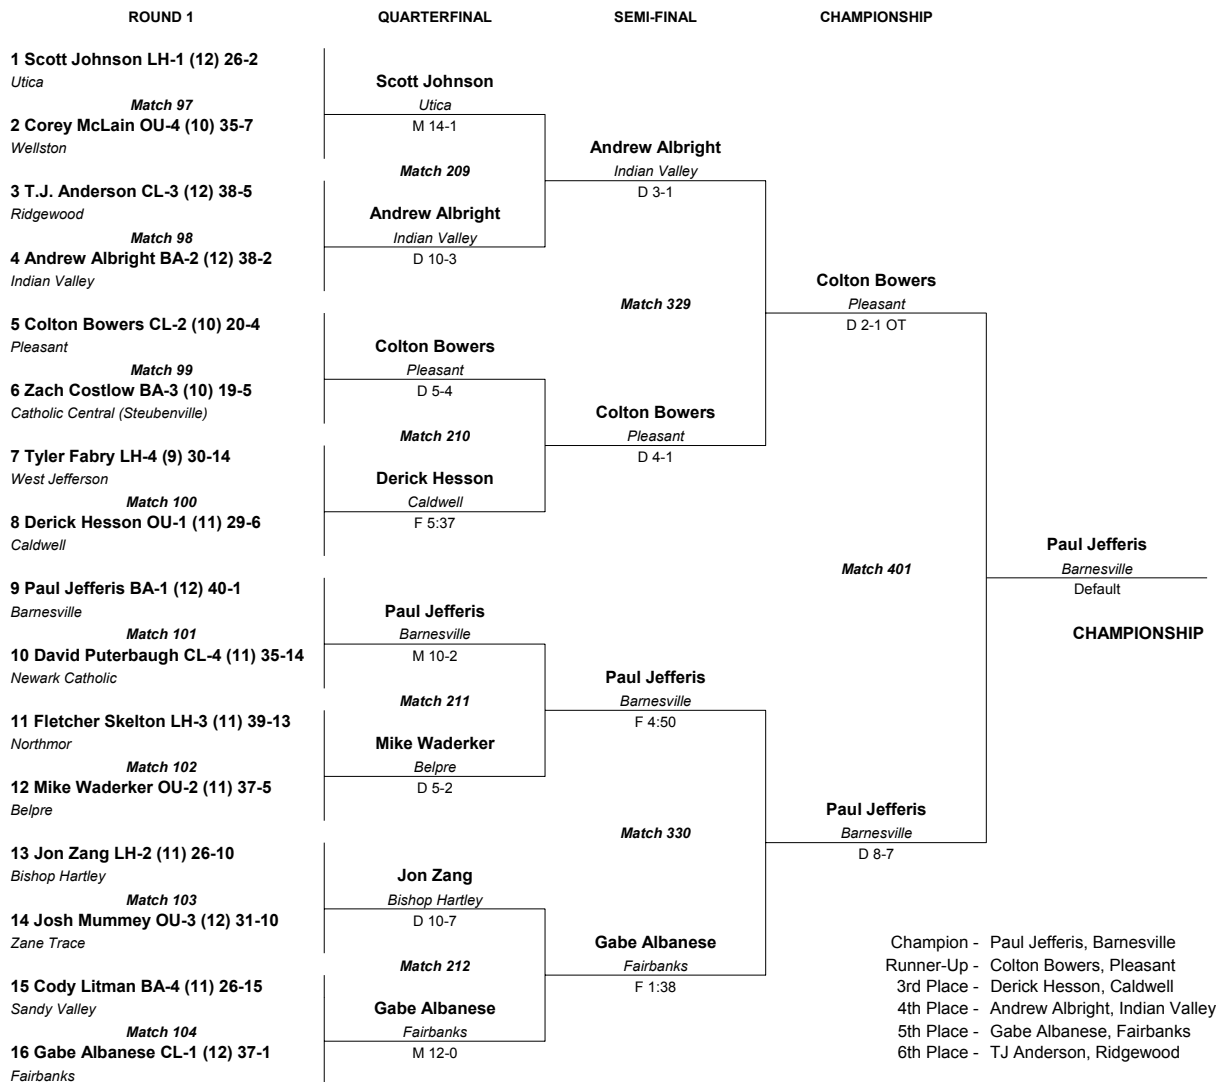 ROUND 1
QUARTERFINAL
SEMI-FINAL
CHAMPIONSHIP
1 Scott Johnson LH-1 (12) 26-2
Utica
Match 97
2 Corey McLain OU-4 (10) 35-7
Wellston
3 T.J. Anderson CL-3 (12) 38-5
Ridgewood
Match 98
4 Andrew Albright BA-2 (12) 38-2
Indian Valley
5 Colton Bowers CL-2 (10) 20-4
Pleasant
Match 99
6 Zach Costlow BA-3 (10) 19-5
Catholic Central (Steubenville)
7 Tyler Fabry LH-4 (9) 30-14
West Jefferson
Match 100
8 Derick Hesson OU-1 (11) 29-6
Caldwell
9 Paul Jefferis BA-1 (12) 40-1
Barnesville
Match 101
10 David Puterbaugh CL-4 (11) 35-14
Newark Catholic
11 Fletcher Skelton LH-3 (11) 39-13
Northmor
Match 102
12 Mike Waderker OU-2 (11) 37-5
Belpre
13 Jon Zang LH-2 (11) 26-10
Bishop Hartley
Match 103
14 Josh Mummey OU-3 (12) 31-10
Zane Trace
15 Cody Litman BA-4 (11) 26-15
Sandy Valley
Match 104
16 Gabe Albanese CL-1 (12) 37-1
Fairbanks
Scott Johnson
Utica
M 14-1
Match 209
Andrew Albright
Indian Valley
D 10-3
Colton Bowers
Pleasant
D 5-4
Match 210
Derick Hesson
Caldwell
F 5:37
Paul Jefferis
Barnesville
M 10-2
Match 211
Mike Waderker
Belpre
D 5-2
Jon Zang
Bishop Hartley
D 10-7
Match 212
Gabe Albanese
Fairbanks
M 12-0
Andrew Albright
Indian Valley
D 3-1
Match 329
Colton Bowers
Pleasant
D 4-1
Paul Jefferis
Barnesville
F 4:50
Match 330
Gabe Albanese
Fairbanks
F 1:38
Colton Bowers
Pleasant
D 2-1 OT
Match 401
Paul Jefferis
Barnesville
D 8-7
Paul Jefferis
Barnesville
Default
CHAMPIONSHIP
Champion - Paul Jefferis, Barnesville
Runner-Up - Colton Bowers, Pleasant
3rd Place - Derick Hesson, Caldwell
4th Place - Andrew Albright, Indian Valley
5th Place - Gabe Albanese, Fairbanks
6th Place - TJ Anderson, Ridgewood